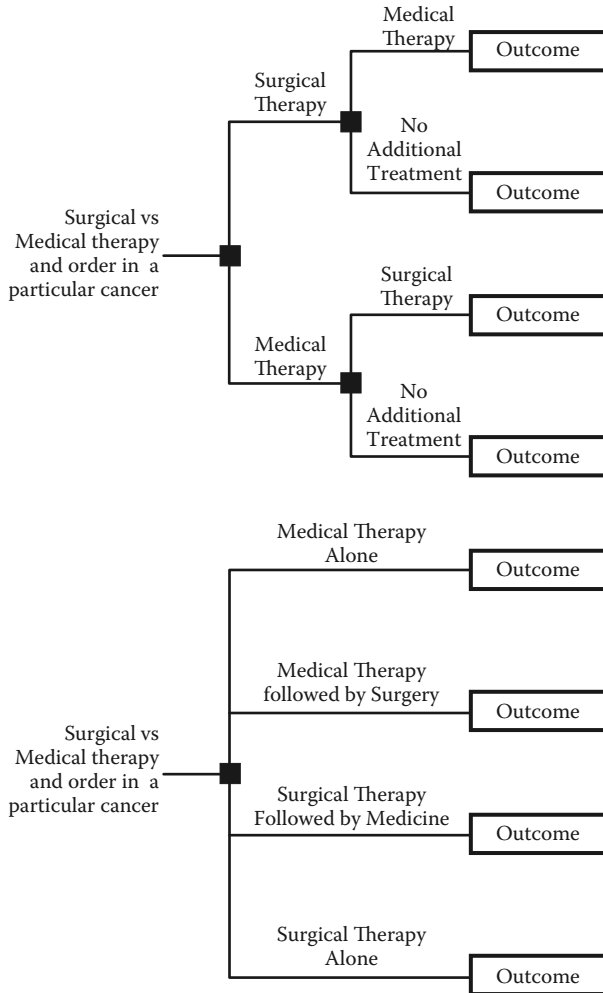 Medical
Therapy
Outcome
Surgical
Therapy
No
Additional
Treatment
Outcome
Surgical vs
Medical therapy
and order in a
particular cancer
Surgical
Therapy
Outcome
Medical
Therapy
No
Additional
Treatment
Outcome
Medical Therapy
Alone
Outcome
Medical Therapy
followed by Surgery
Outcome
Surgical vs
Medical therapy
and order in a
particular cancer
Surgical Therapy
Followed by Medicine
Outcome
Surgical Therapy
Alone
Outcome